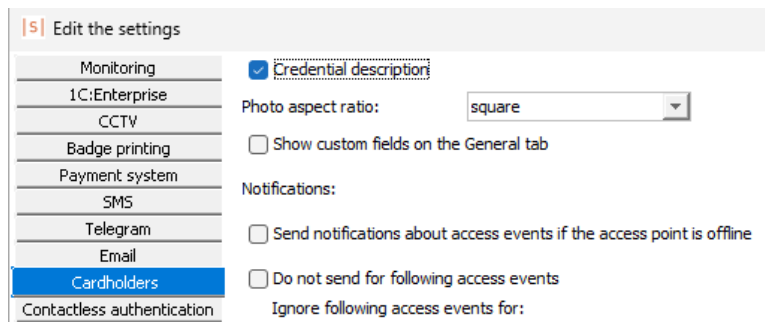 |S| Edit the settings
Monitoring
1C:Enterprise
CCTV
Badge printing
Payment system
SMS
Telegram
Email
Cardholders
Contactless authentication
Credential description
Photo aspect ratio: square
Show custom fields on the General tab
Notifications:
Send notifications about access events if the access point is offline
Do not send for following access events
Ignore following access events for: